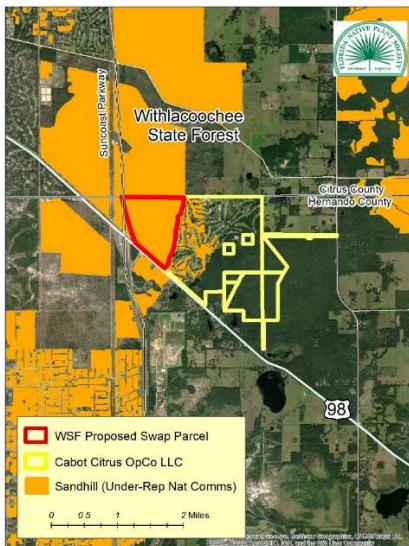 FLORIDA NATIVE PLANT SOCIETY
Suncoast Parkway
Withlacoochee
State Forest
Citrus County
Hernando County
98
WSF Proposed Swap Parcel
Cabot Citrus OpCo LLC
Sandhill (Under-Rep Nat Comms)
0 0.5 1 2 Miles